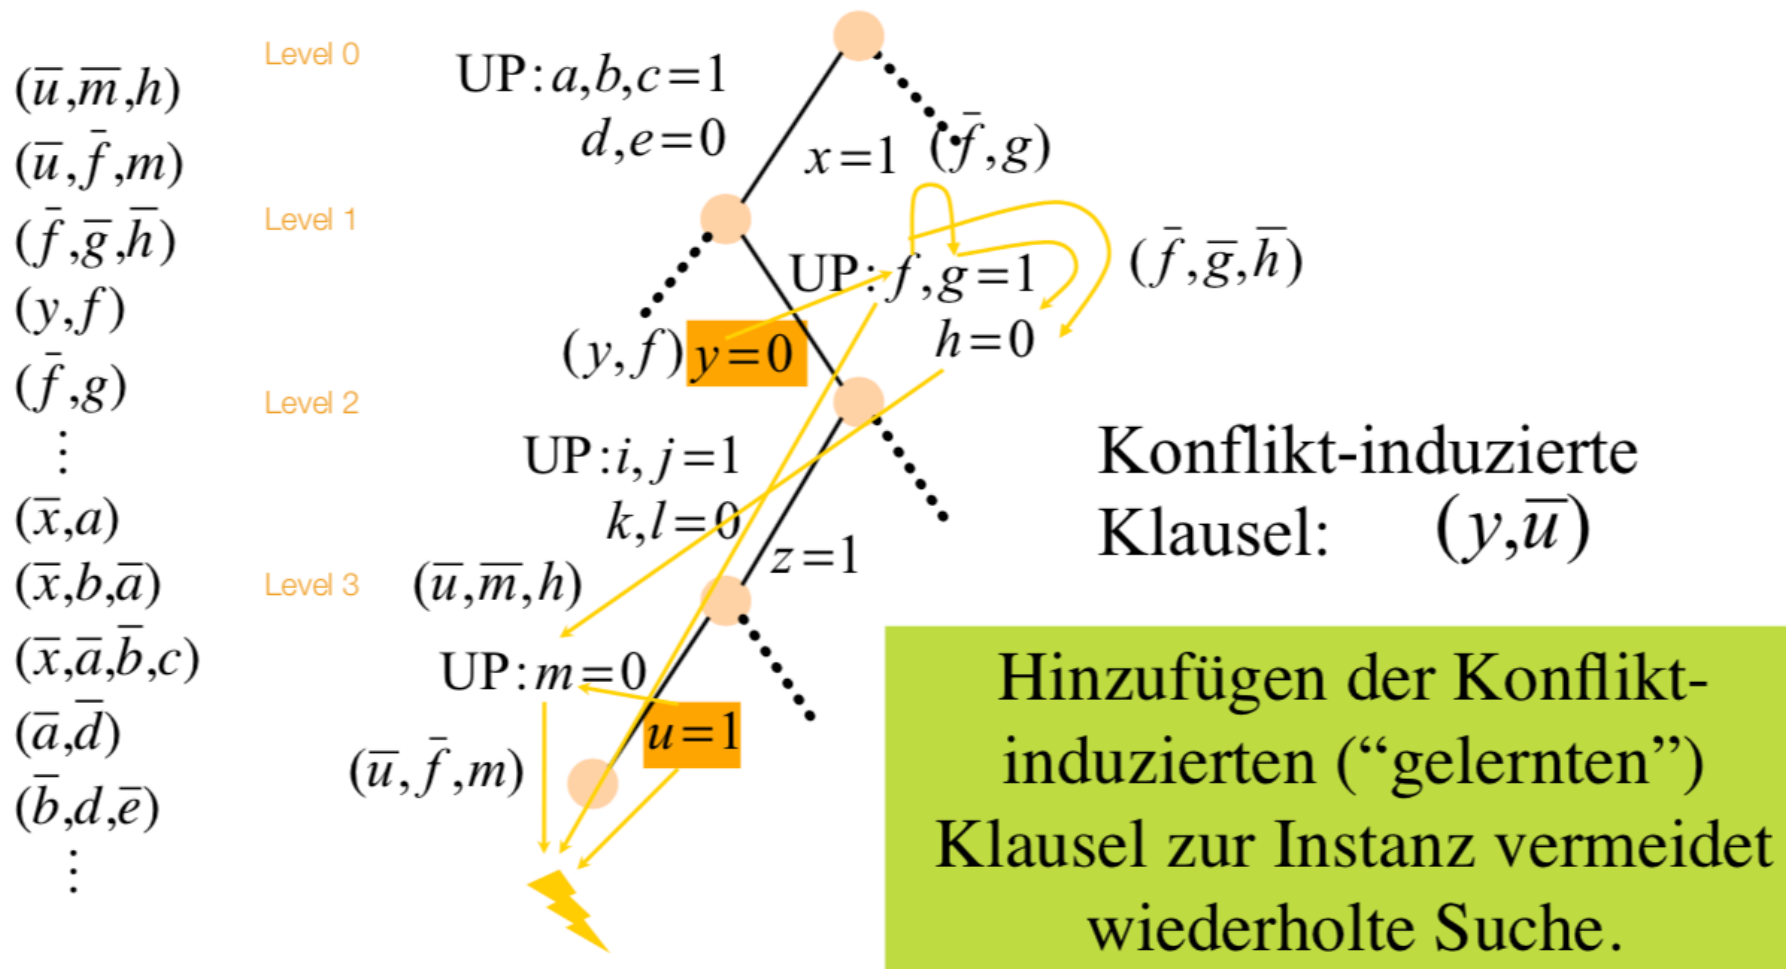 (u̅,m̅,h)
(u̅,f̅,m)
(f̅,g̅,h̅)
(y,f)
(f̅,g)
⋮
(x̅,a)
(x̅,b,a̅)
(x̅,a̅,b̅,c)
(a̅,d̅)
(b̅,d,e̅)
⋮
Level 0
UP:a,b,c=1
d,e=0
x=1
(f̅,g)
Level 1
UP:f,g=1
h=0
(f̅,g̅,h̅)
(y,f) y=0
Level 2
UP:i,j=1
k,l=0
z=1
Level 3
(u̅,m̅,h)
UP:m=0
u=1
(u̅,f̅,m)
Konflikt-induzierte
Klausel: (y,u̅)
Hinzufügen der Konflikt-
induzierten (“gelernten”)
Klausel zur Instanz vermeidet
wiederholte Suche.